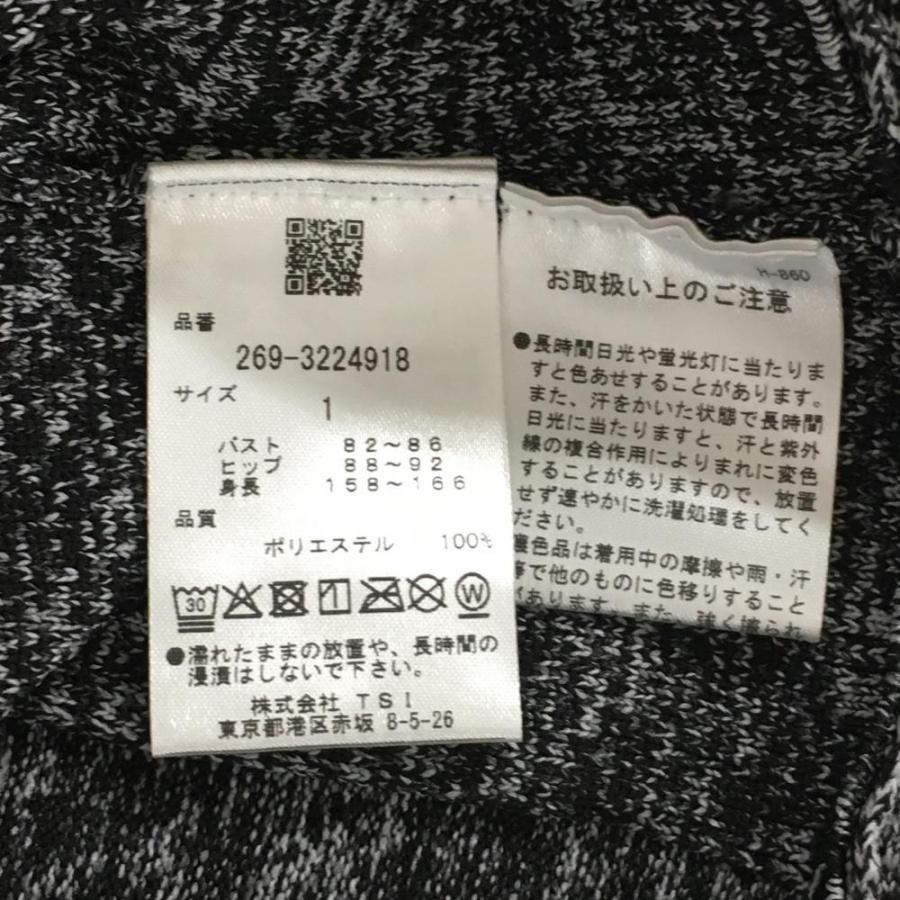 品番
269-3224918
サイズ
1
バスト 82~86
ヒップ 88~92
身長 158~166
品質
ポリエステル 100%
30
W
●濡れたままの放置や、長時間の
浸漬はしないで下さい。
株式会社 TSI
東京都港区赤坂 8-5-26
H-860
お取扱い上のご注意
●長時間日光や蛍光灯に当たりま
すと色あせすることがあります。
また、汗をかいた状態で長時間
日光に当たりますと、汗と紫外
線の複合作用によりまれに変色
することがありますので、放置
せず速やかに洗濯処理をしてく
ださい。
色品は着用中の摩擦や雨・汗
等で他のものに色移りすること
があります。また、強く擦られ